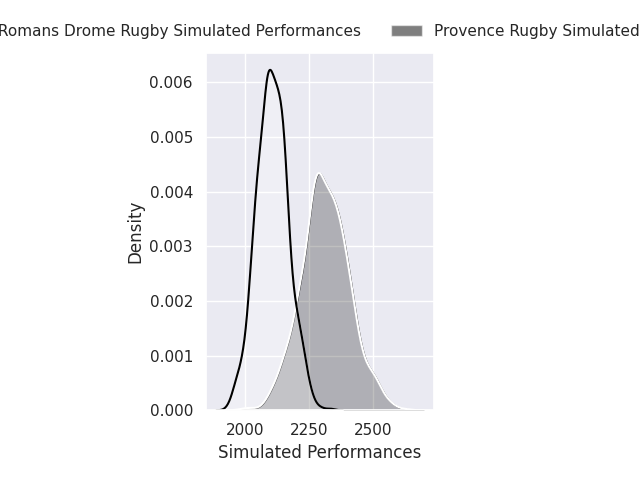 Romans Drome Rugby Simulated Performances
Provence Rugby Simulated
0.006
0.005
0.004
0.003
0.002
0.001
0.000
Density
2000 2250 2500
Simulated Performances